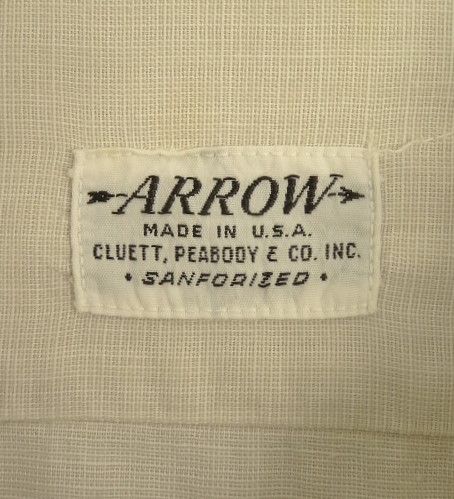 ARROW
MADE IN U.S.A.
CLUETT, PEABODY & CO. INC.
• SANFORIZED •